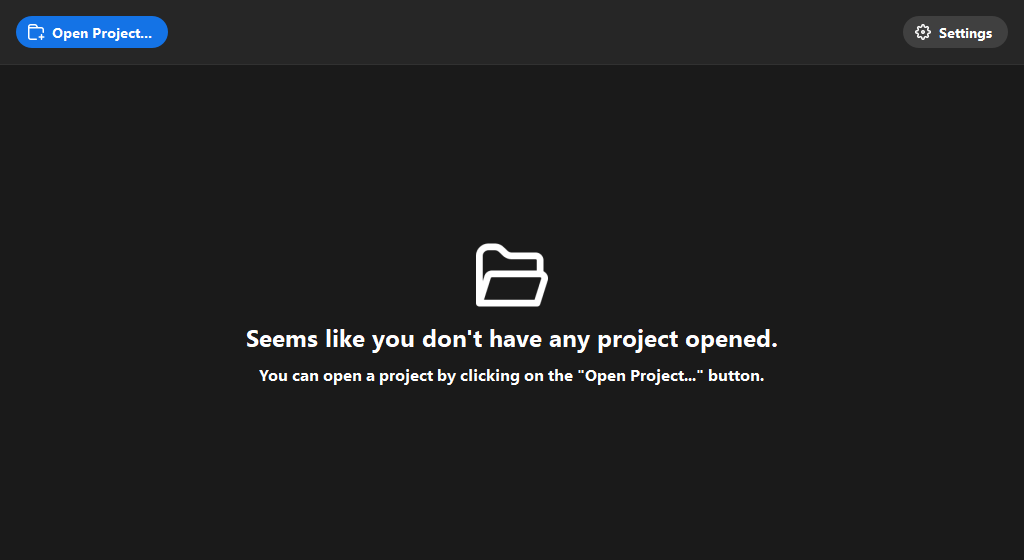 Open Project...
Settings
Seems like you don't have any project opened.
You can open a project by clicking on the "Open Project..." button.